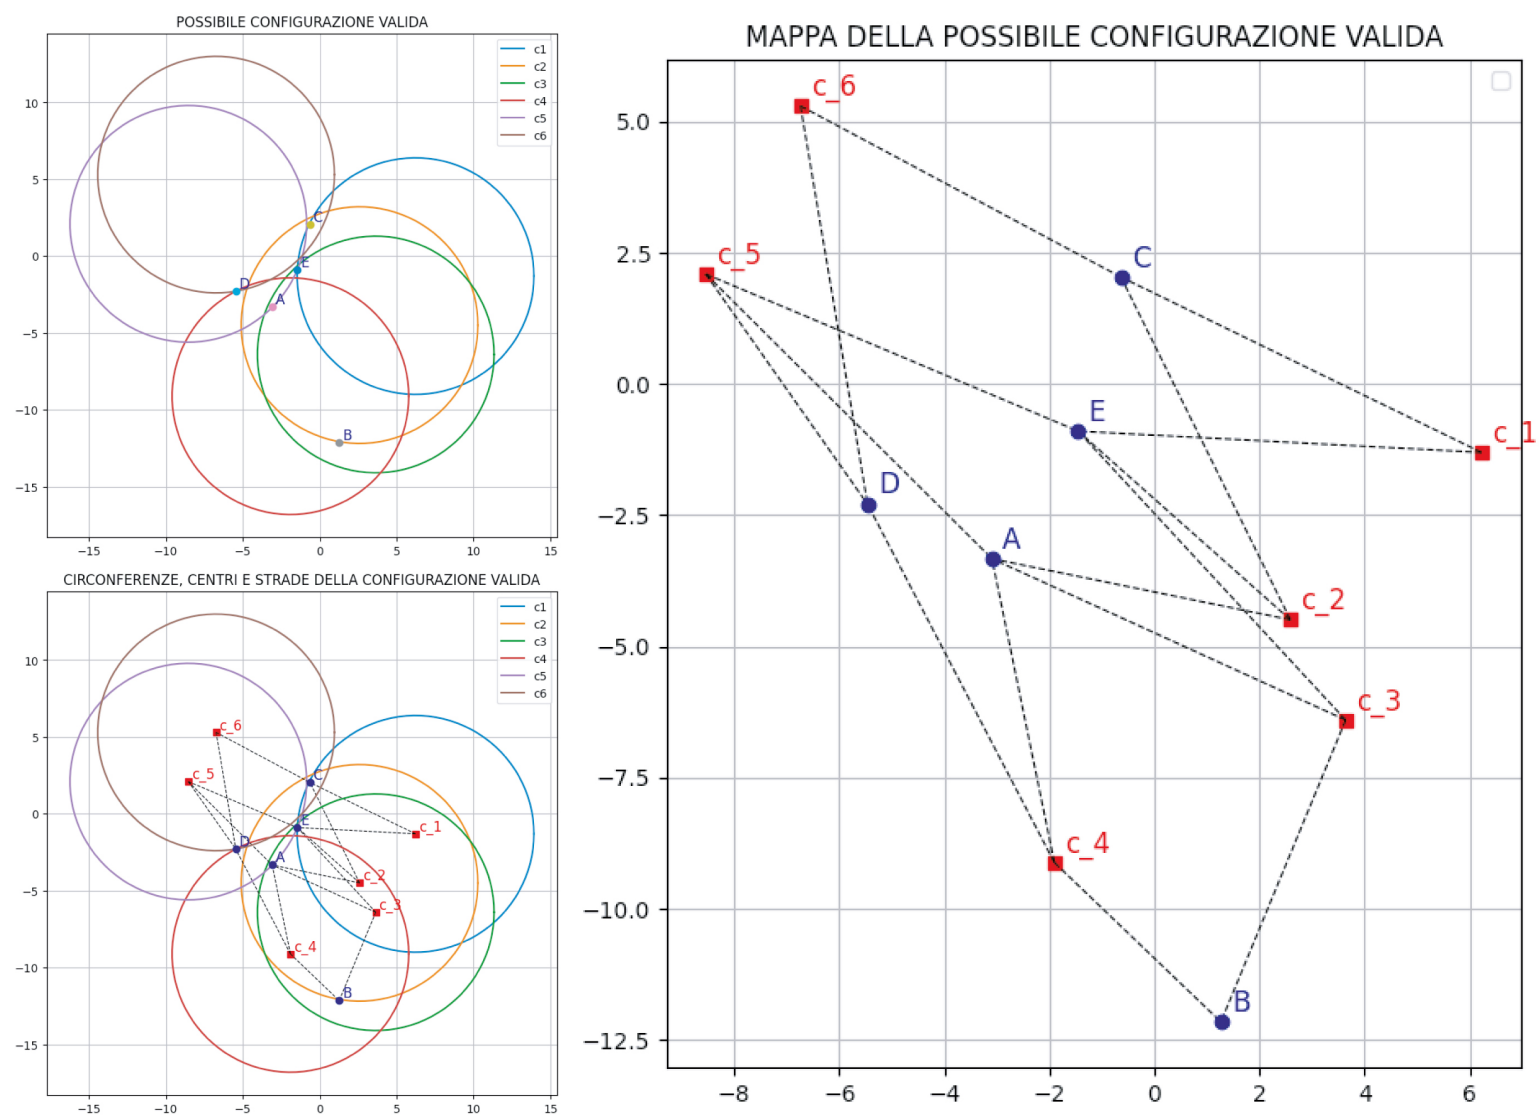 POSSIBILE CONFIGURAZIONE VALIDA
c1
c2
c3
c4
c5
c6
C
E
D
A
B
10
5
0
−5
−10
−15
−15 −10 −5 0 5 10 15
CIRCONFERENZE, CENTRI E STRADE DELLA CONFIGURAZIONE VALIDA
c1
c2
c3
c4
c5
c6
c_6
c_5
C
E
c_1
D
A
c_2
c_3
c_4
B
10
5
0
−5
−10
−15
−15 −10 −5 0 5 10 15
MAPPA DELLA POSSIBILE CONFIGURAZIONE VALIDA
c_6
c_5
C
E
c_1
D
A
c_2
c_3
c_4
B
5.0
2.5
0.0
−2.5
−5.0
−7.5
−10.0
−12.5
−8 −6 −4 −2 0 2 4 6